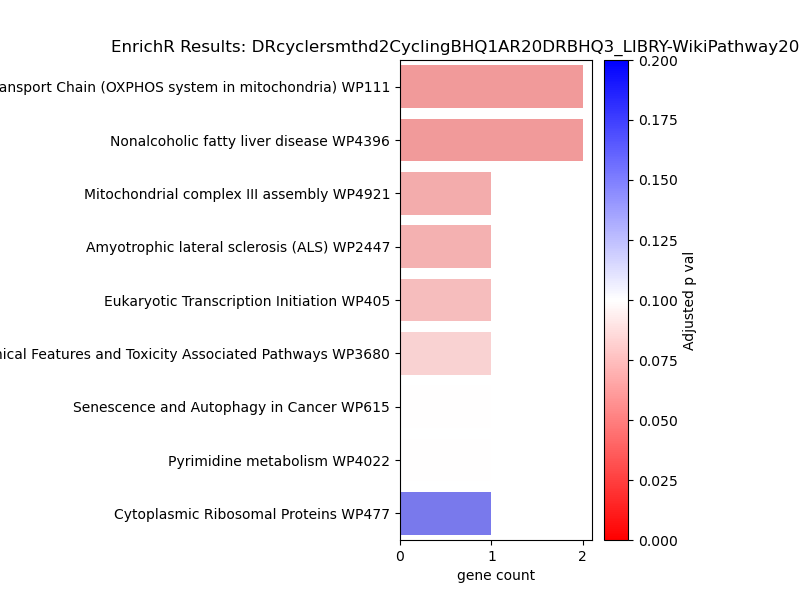 EnrichR Results: DRcyclersmthd2CyclingBHQ1AR20DRBHQ3_LIBRY-WikiPathway20
Transport Chain (OXPHOS system in mitochondria) WP111
Nonalcoholic fatty liver disease WP4396
Mitochondrial complex III assembly WP4921
Amyotrophic lateral sclerosis (ALS) WP2447
Eukaryotic Transcription Initiation WP405
Features and Toxicity Associated Pathways WP3680
Senescence and Autophagy in Cancer WP615
Pyrimidine metabolism WP4022
Cytoplasmic Ribosomal Proteins WP477
0 1 2
gene count
0.200
0.175
0.150
0.125
0.100
0.075
0.050
0.025
0.000
Adjusted p val